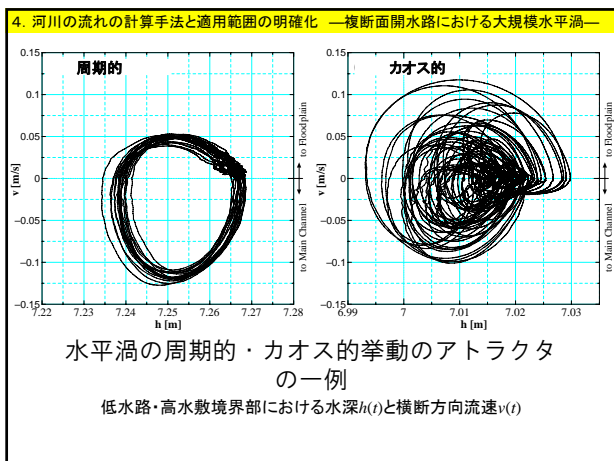 4. 河川の流れの計算手法と適用範囲の明確化 ―複断面開水路における大規模水平渦―
周期的
カオス的
0.15
0.1
0.05
0
−0.05
−0.1
−0.15
v [m/s]
7.22 7.23 7.24 7.25 7.26 7.27 7.28
h [m]
to Main Channel
to Floodplain
0.15
0.1
0.05
0
−0.05
−0.1
−0.15
v [m/s]
6.99 7 7.01 7.02 7.03
h [m]
to Main Channel
to Floodplain
水平渦の周期的・カオス的挙動のアトラクタ
の一例
低水路・高水敷境界部における水深h(t)と横断方向流速v(t)